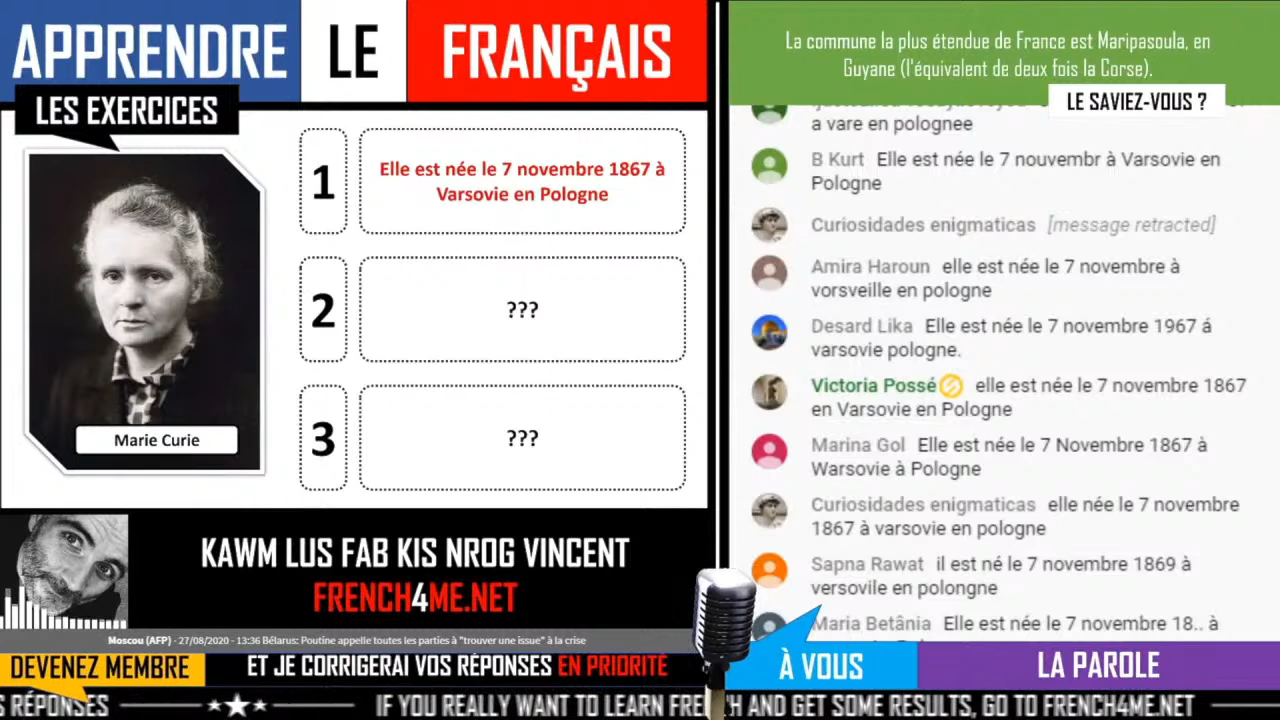 APPRENDRE LE FRANÇAIS
LES EXERCICES
Marie Curie
1
Elle est née le 7 novembre 1867 à
Varsovie en Pologne
2
???
3
???
KAWM LUS FAB KIS NROG VINCENT
FRENCH4ME.NET
Moscou (AFP) - 27/08/2020 - 13:36 Bélarus: Poutine appelle toutes les parties à "trouver une issue" à la crise
DEVENEZ MEMBRE
ET JE CORRIGERAI VOS RÉPONSES EN PRIORITÉ
La commune la plus étendue de France est Maripasoula, en
Guyane (l'équivalent de deux fois la Corse).
LE SAVIEZ-VOUS ?
a vare en polognee
B Kurt Elle est née le 7 nouvembr à Varsovie en
Pologne
Curiosidades enigmaticas [message retracted]
Amira Haroun elle est née le 7 novembre à
vorsveille en pologne
Desard Lika Elle est née le 7 novembre 1967 á
varsovie pologne.
Victoria Possé elle est née le 7 novembre 1867
en Varsovie en Pologne
Marina Gol Elle est née le 7 Novembre 1867 à
Warsovie à Pologne
Curiosidades enigmaticas elle née le 7 novembre
1867 à varsovie en pologne
Sapna Rawat il est né le 7 novembre 1869 à
versovile en polongne
Maria Betânia Elle est née le 7 novembre 18.. à
À VOUS
LA PAROLE
RÉPONSES
IF YOU REALLY WANT TO LEARN FRENCH AND GET SOME RESULTS, GO TO FRENCH4ME.NET